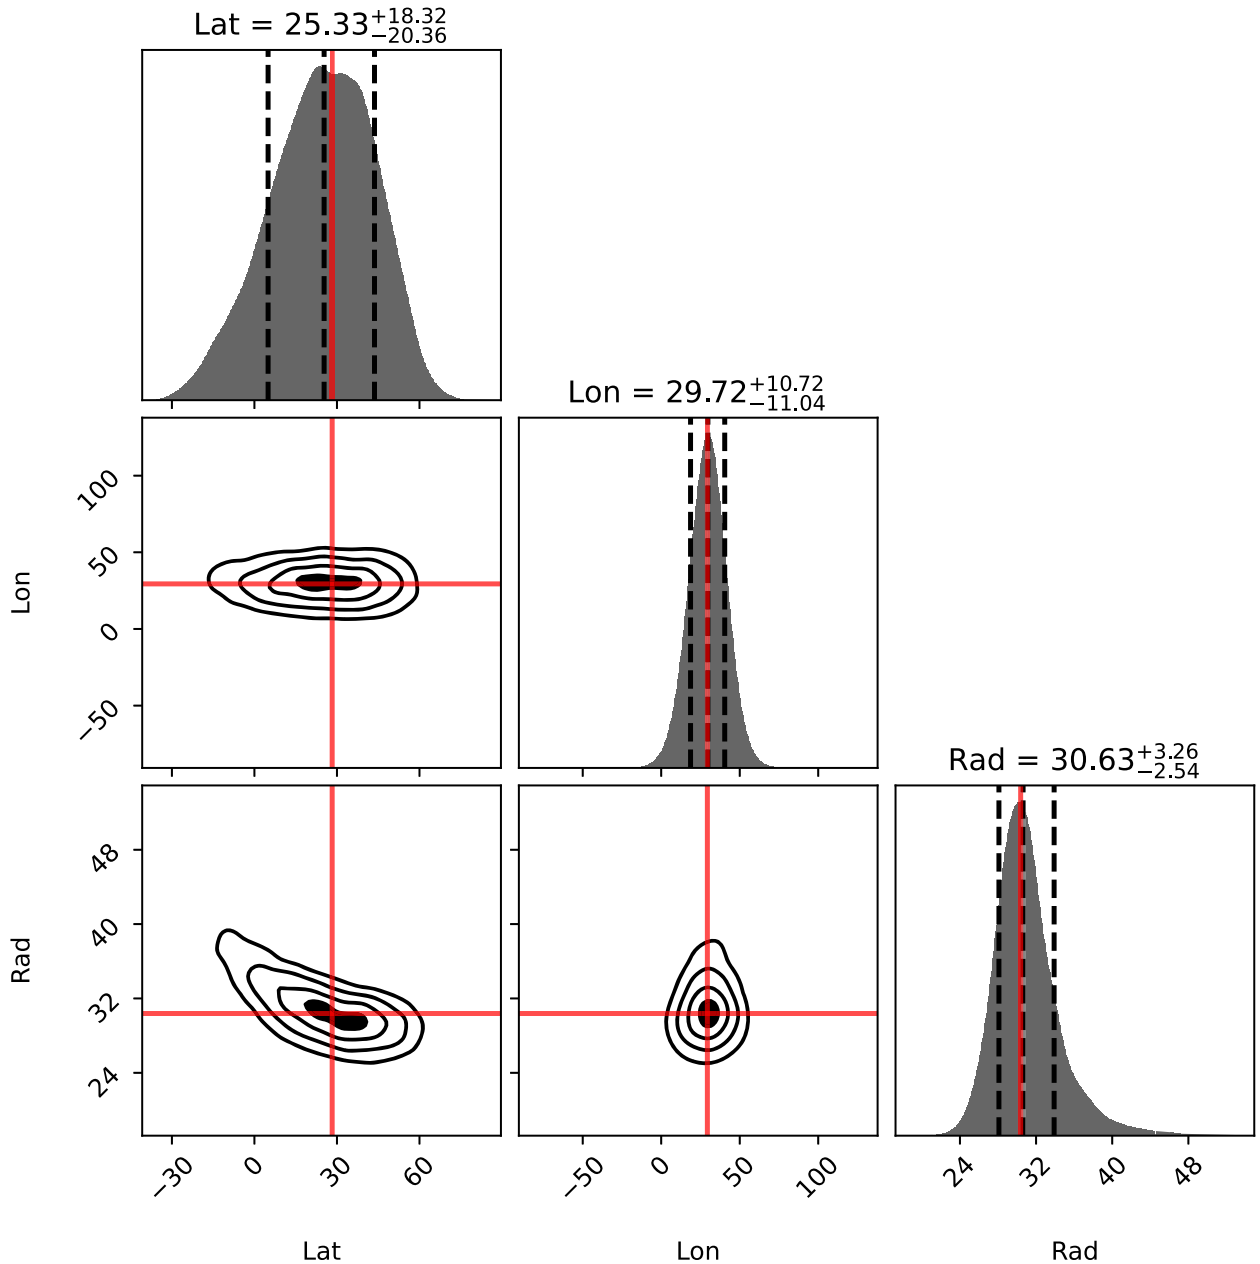 Lat = 25.33 +18.32 −20.36
Lon = 29.72 +10.72 −11.04
100
50
0
−50
Lon
Rad = 30.63 +3.26 −2.54
48
40
32
24
Rad
−30 0 30 60 −50 0 50 100 24 32 40 48
Lat Lon Rad